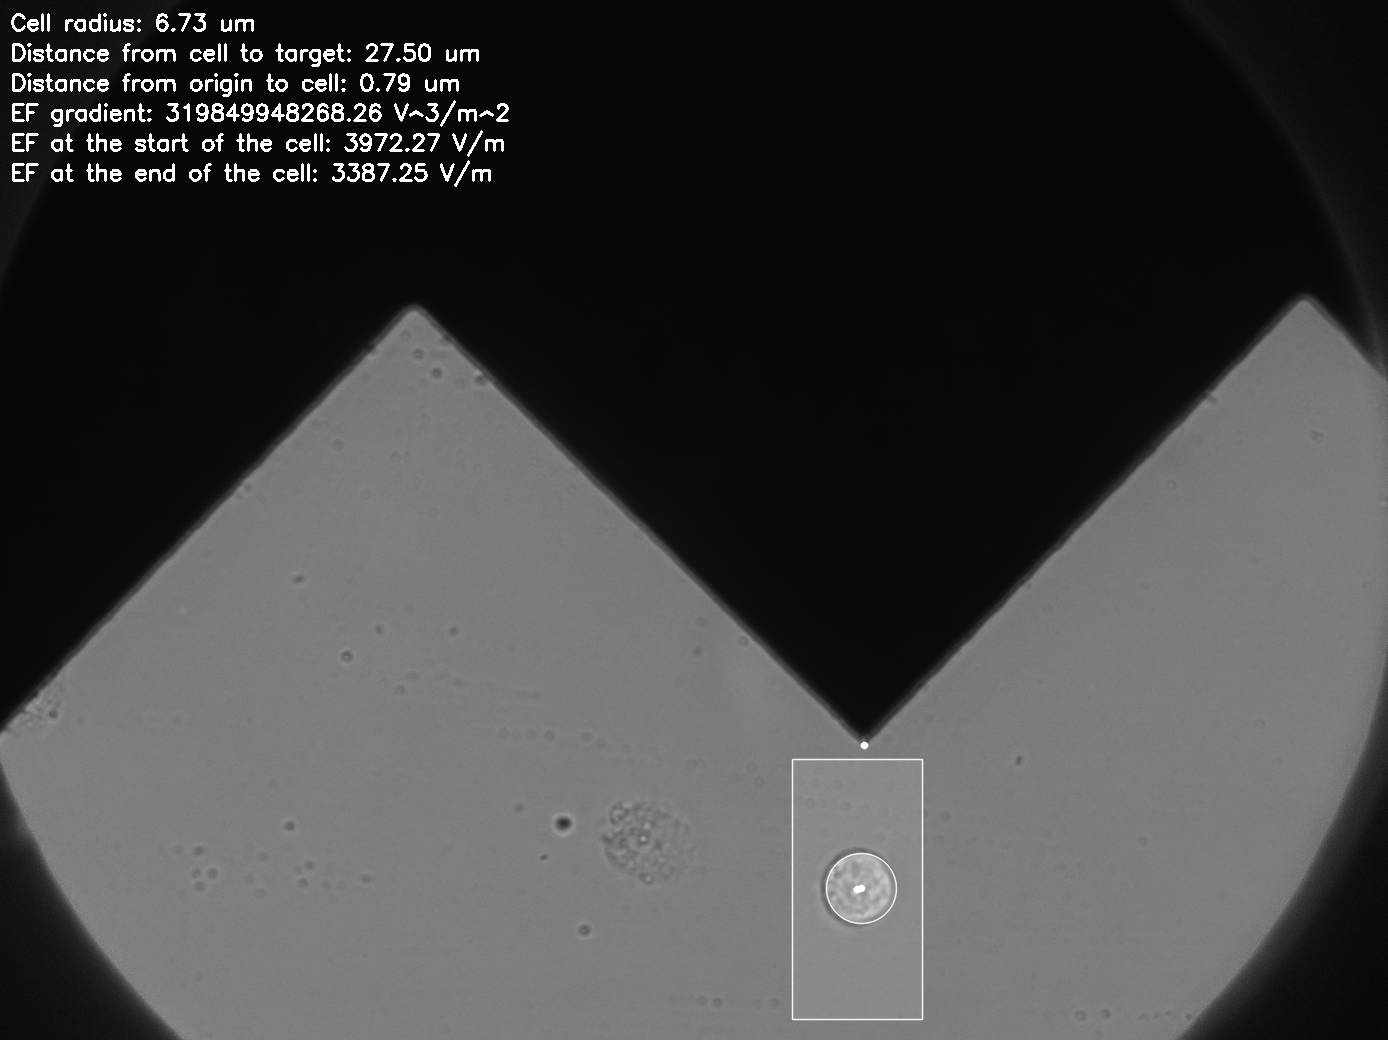 Cell radius: 6.73 um
Distance from cell to target: 27.50 um
Distance from origin to cell: 0.79 um
EF gradient: 319849948268.26 V^3/m^2
EF at the start of the cell: 3972.27 V/m
EF at the end of the cell: 3387.25 V/m